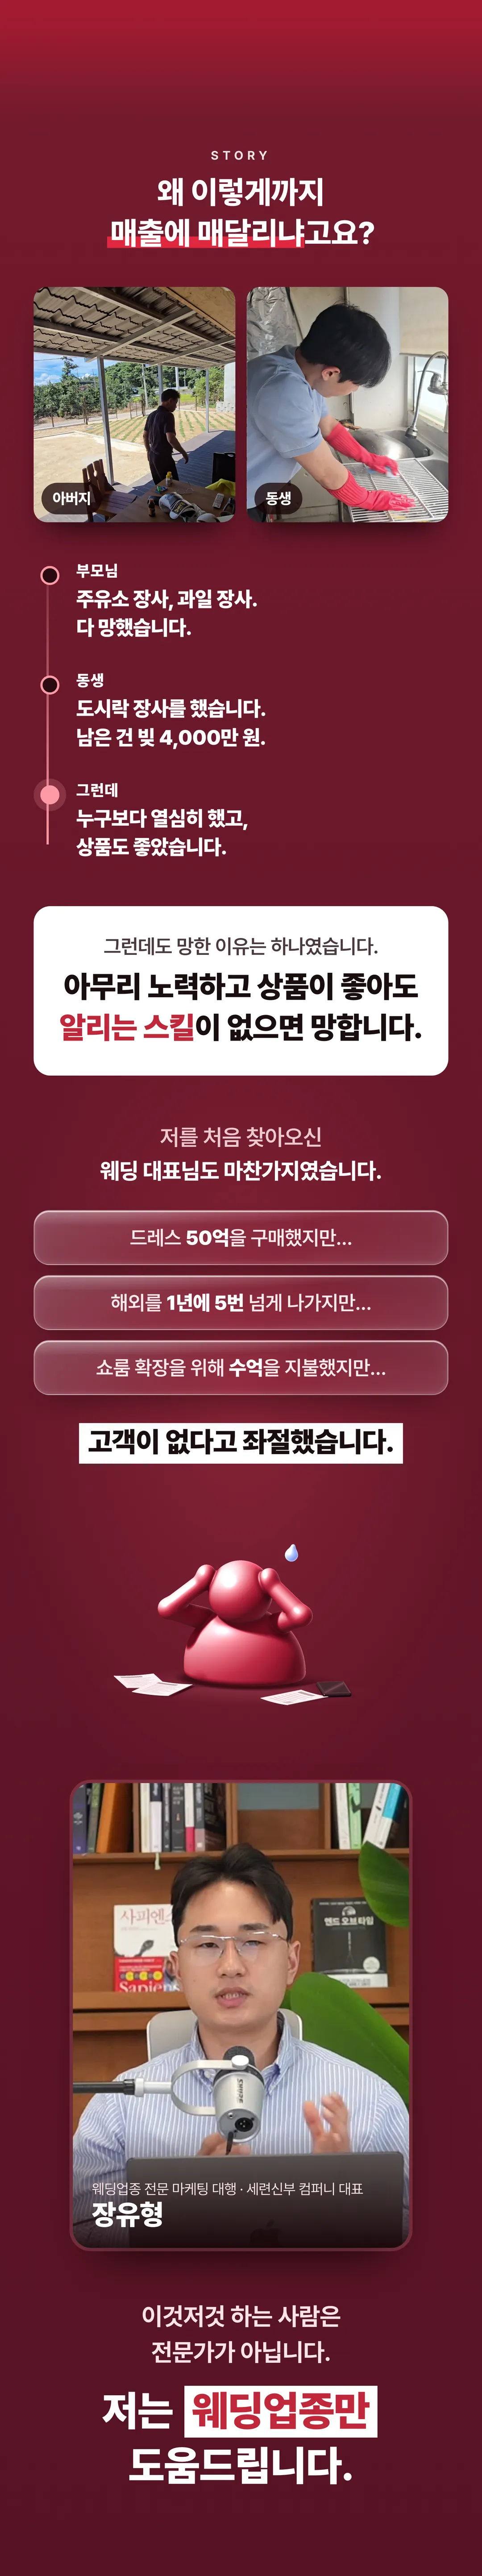 STORY
왜 이렇게까지
매출에 매달리냐고요?
아버지
동생
부모님
주유소 장사, 과일 장사.
다 망했습니다.
동생
도시락 장사를 했습니다.
남은 건 빚 4,000만 원.
그런데
누구보다 열심히 했고,
상품도 좋았습니다.
그런데도 망한 이유는 하나였습니다.
아무리 노력하고 상품이 좋아도
알리는 스킬이 없으면 망합니다.
저를 처음 찾아오신
웨딩 대표님도 마찬가지였습니다.
드레스 50억을 구매했지만...
해외를 1년에 5번 넘게 나가지만...
쇼룸 확장을 위해 수억을 지불했지만...
고객이 없다고 좌절했습니다.
사피엔스
Sapiens
엔드 오브 타임
웨딩업종 전문 마케팅 대행 · 세련신부 컴퍼니 대표
장유형
이것저것 하는 사람은
전문가가 아닙니다.
저는 웨딩업종만
도움드립니다.